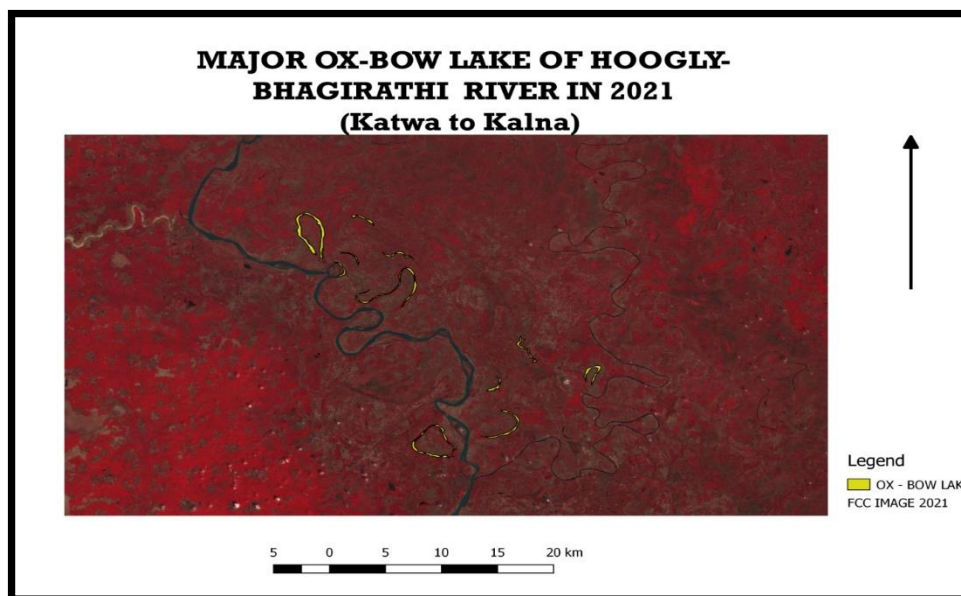 MAJOR OX-BOW LAKE OF HOOGLY-
BHAGIRATHI RIVER IN 2021
(Katwa to Kalna)
Legend
OX - BOW LAK
FCC IMAGE 2021
5 0 5 10 15 20 km